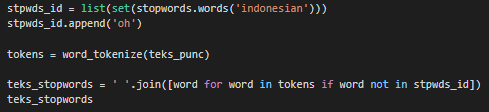 stpwds_id = list(set(stopwords.words('indonesian')))
stpwds_id.append('oh')
tokens = word_tokenize(teks_punc)
teks_stopwords = ' '.join([word for word in tokens if word not in stpwds_id])
teks_stopwords